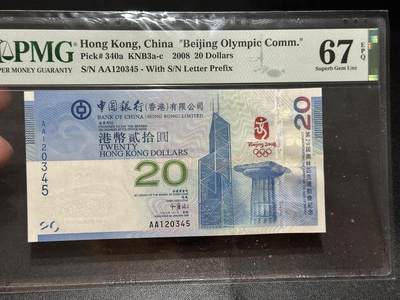 PMG
PER MONEY GUARANTY
Hong Kong, China "Beijing Olympic Comm."
Pick# 340a KNB3a-c 2008 20 Dollars
S/N AA120345 - With S/N Letter Prefix
67 EPQ
Superb Gem Unc
中國銀行(香港)有限公司
BANK OF CHINA (HONG KONG) LIMITED
港幣貳拾圓
TWENTY
HONG KONG DOLLARS
20
AA120345
Beijing 2008
20
AA120345